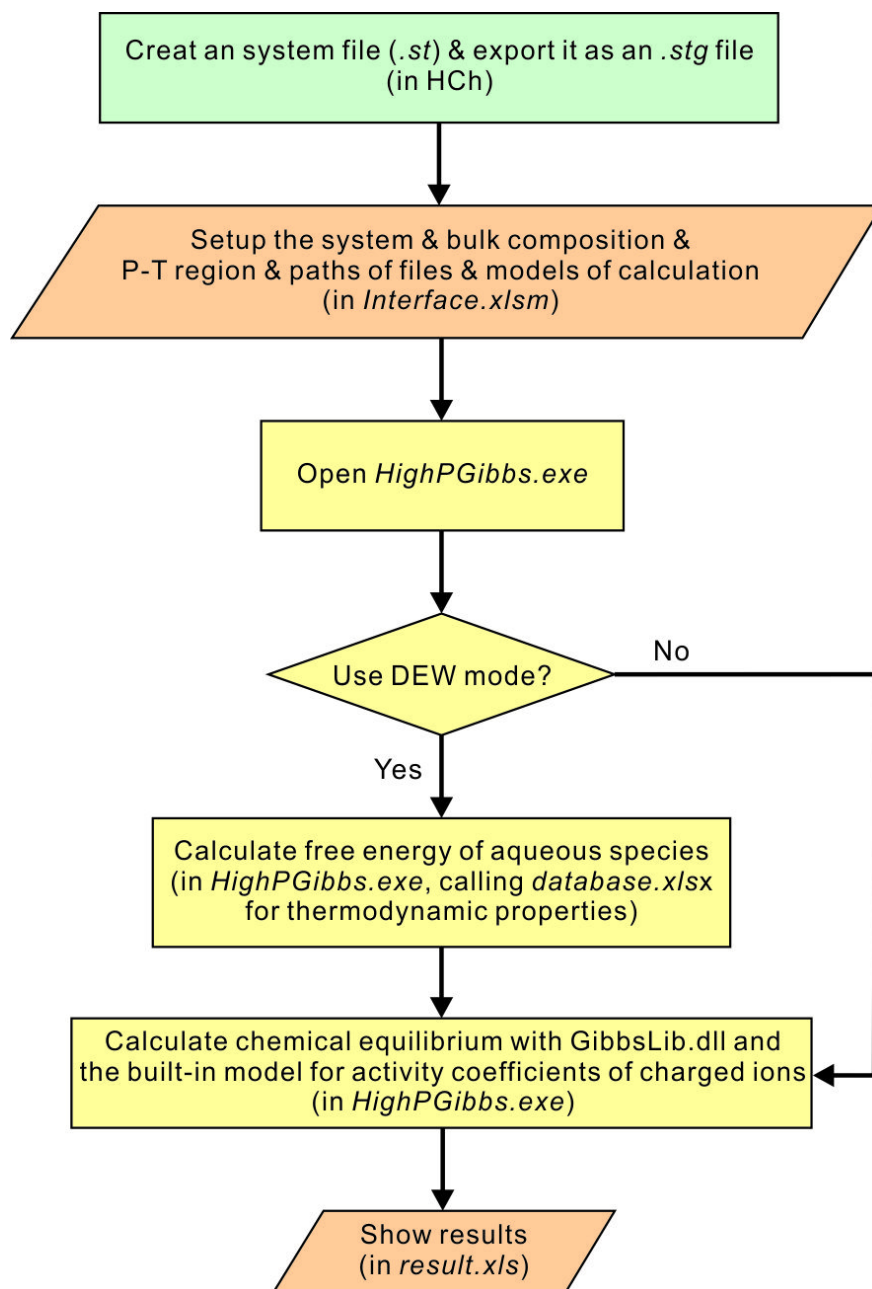 Creat an system file (.st) & export it as an .stg file
(in HCh)
Setup the system & bulk composition &
P-T region & paths of files & models of calculation
(in Interface.xlsm)
Open HighPGibbs.exe
Use DEW mode?
No
Yes
Calculate free energy of aqueous species
(in HighPGibbs.exe, calling database.xlsx
for thermodynamic properties)
Calculate chemical equilibrium with GibbsLib.dll and
the built-in model for activity coefficients of charged ions
(in HighPGibbs.exe)
Show results
(in result.xls)